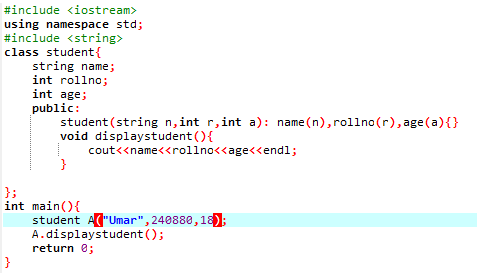 #include <iostream>
using namespace std;
#include <string>
class student{
    string name;
    int rollno;
    int age;
    public:
        student(string n,int r,int a): name(n),rollno(r),age(a){}
        void displaystudent(){
            cout<<name<<rollno<<age<<endl;
        }

};
int main(){
    student A("Umar",240880,18);
    A.displaystudent();
    return 0;
}